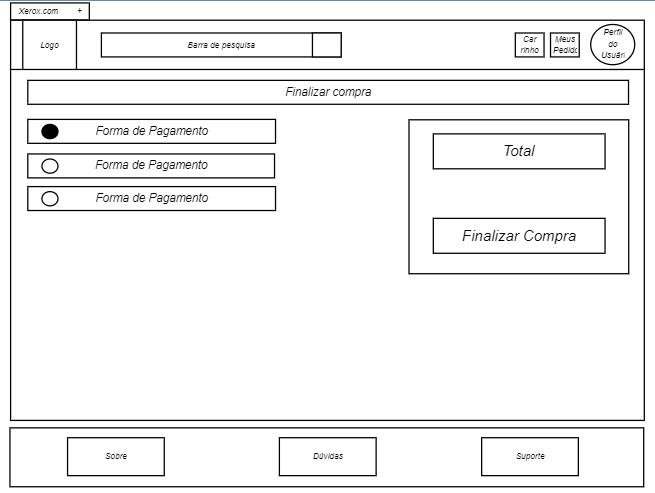 Xerox.com +
Logo
Barra de pesquisa
Car
rinho
Meus
Pedidc
Perfil
do
Usuári
Finalizar compra
Forma de Pagamento
Forma de Pagamento
Forma de Pagamento
Total
Finalizar Compra
Sobre
Dúvidas
Suporte